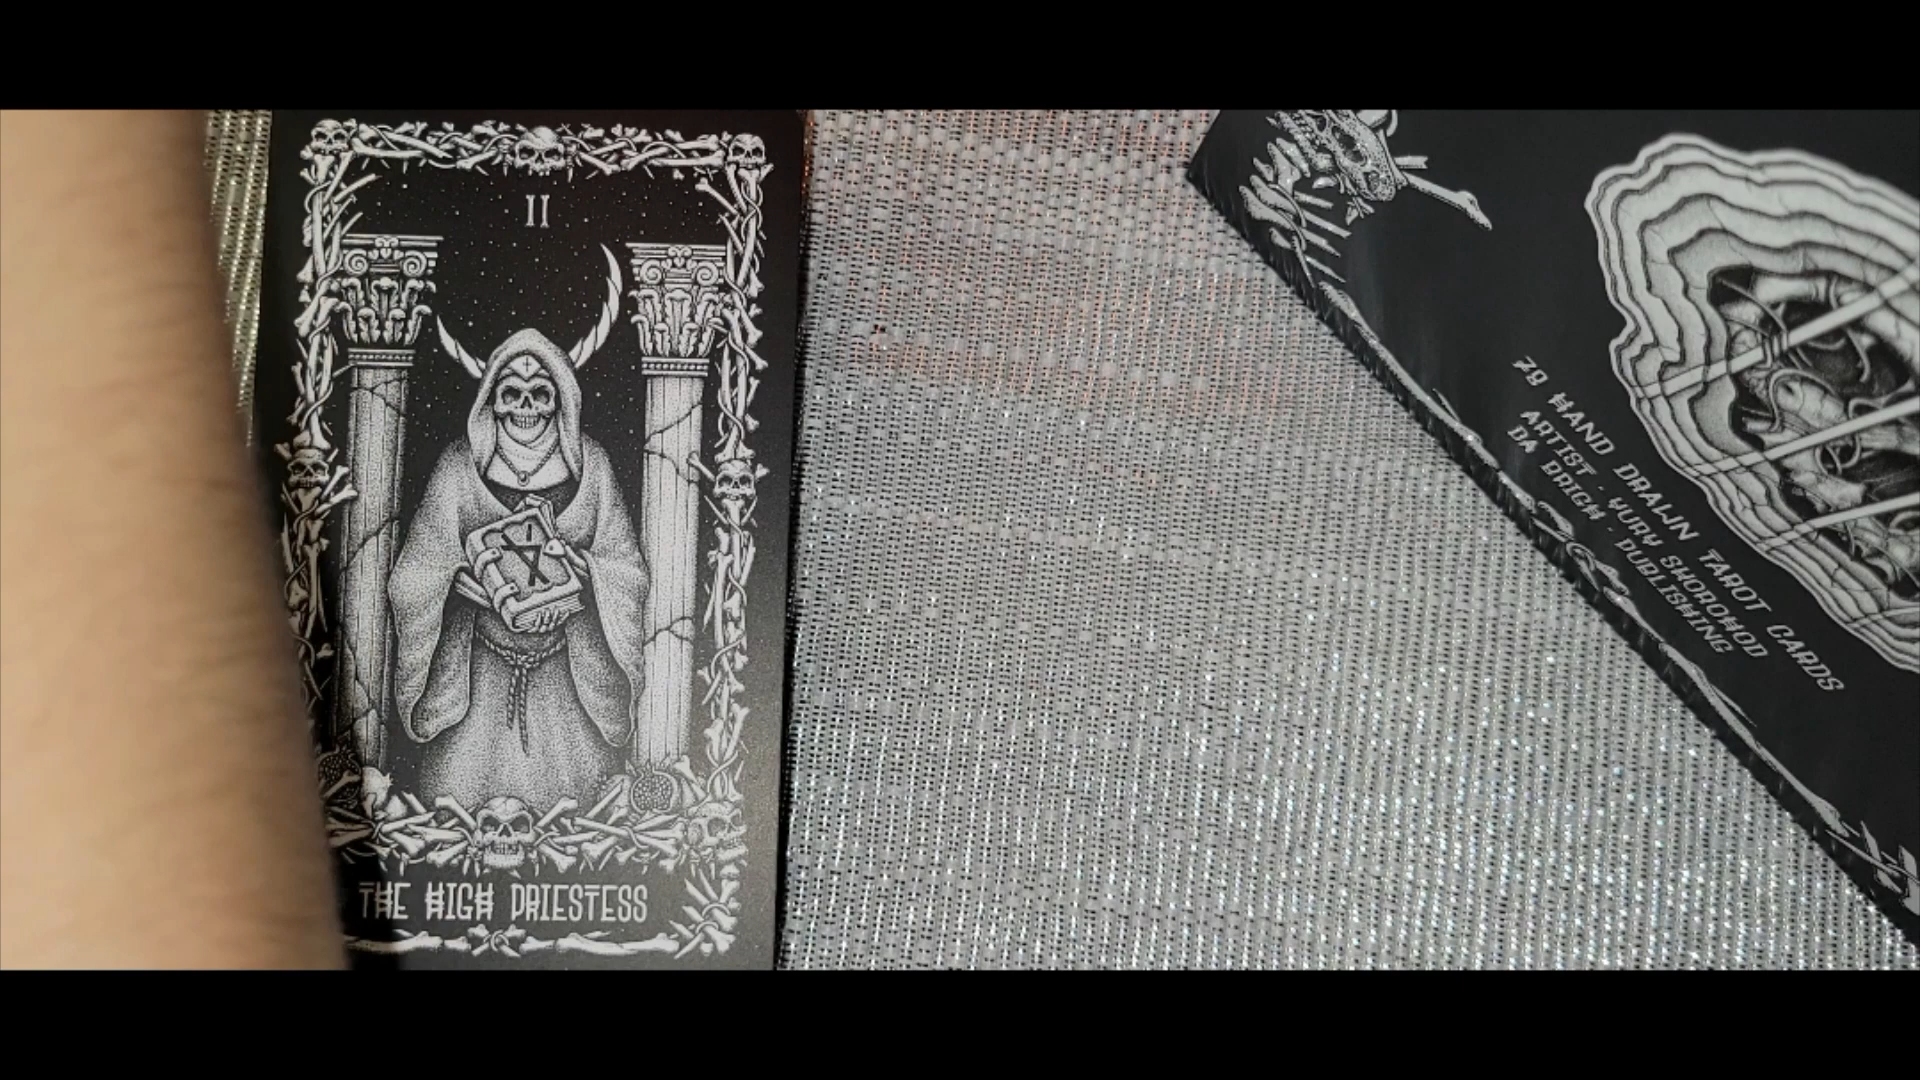 II
THE HIGH PRIESTESS
78 HAND DRAWN TAROT CARDS
ARTIST - YURY SHOROHOD
DA BRIGH - PUBLISHING